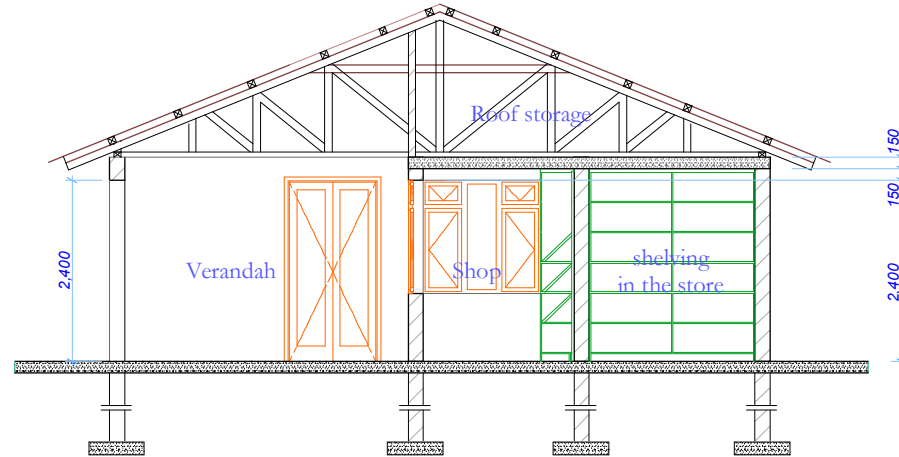 Roof storage
150
150
Verandah
Shop
shelving
in the store
2,400
2.400